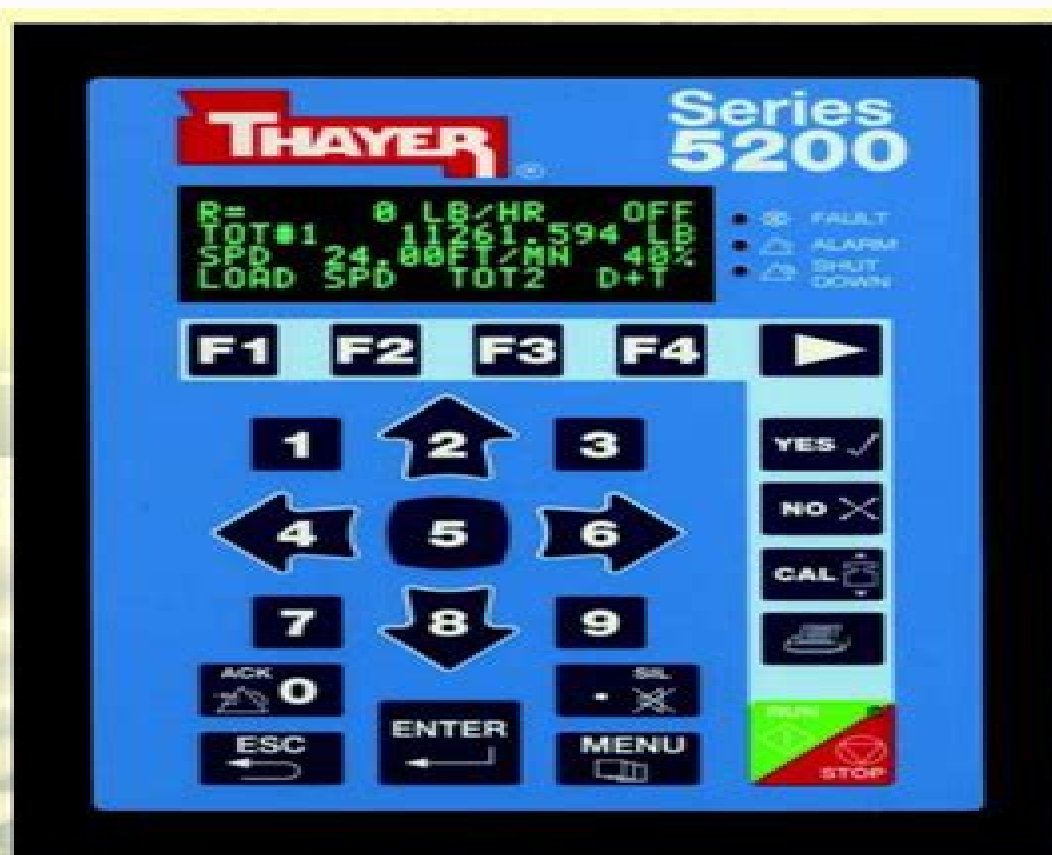 THAYER ®
Series
5200
R= 0 LB/HR OFF
TOT#1 11261.594 LB
SPD 24.00FT/MN 40%
LOAD SPD TOT2 D+T
FAULT
ALARM
SHUT
DOWN
F1 F2 F3 F4
1 2 3
YES
4 5 6
NO
CAL
7 8 9
ACK 0
. SIL
RUN
ESC
ENTER
MENU
STOP